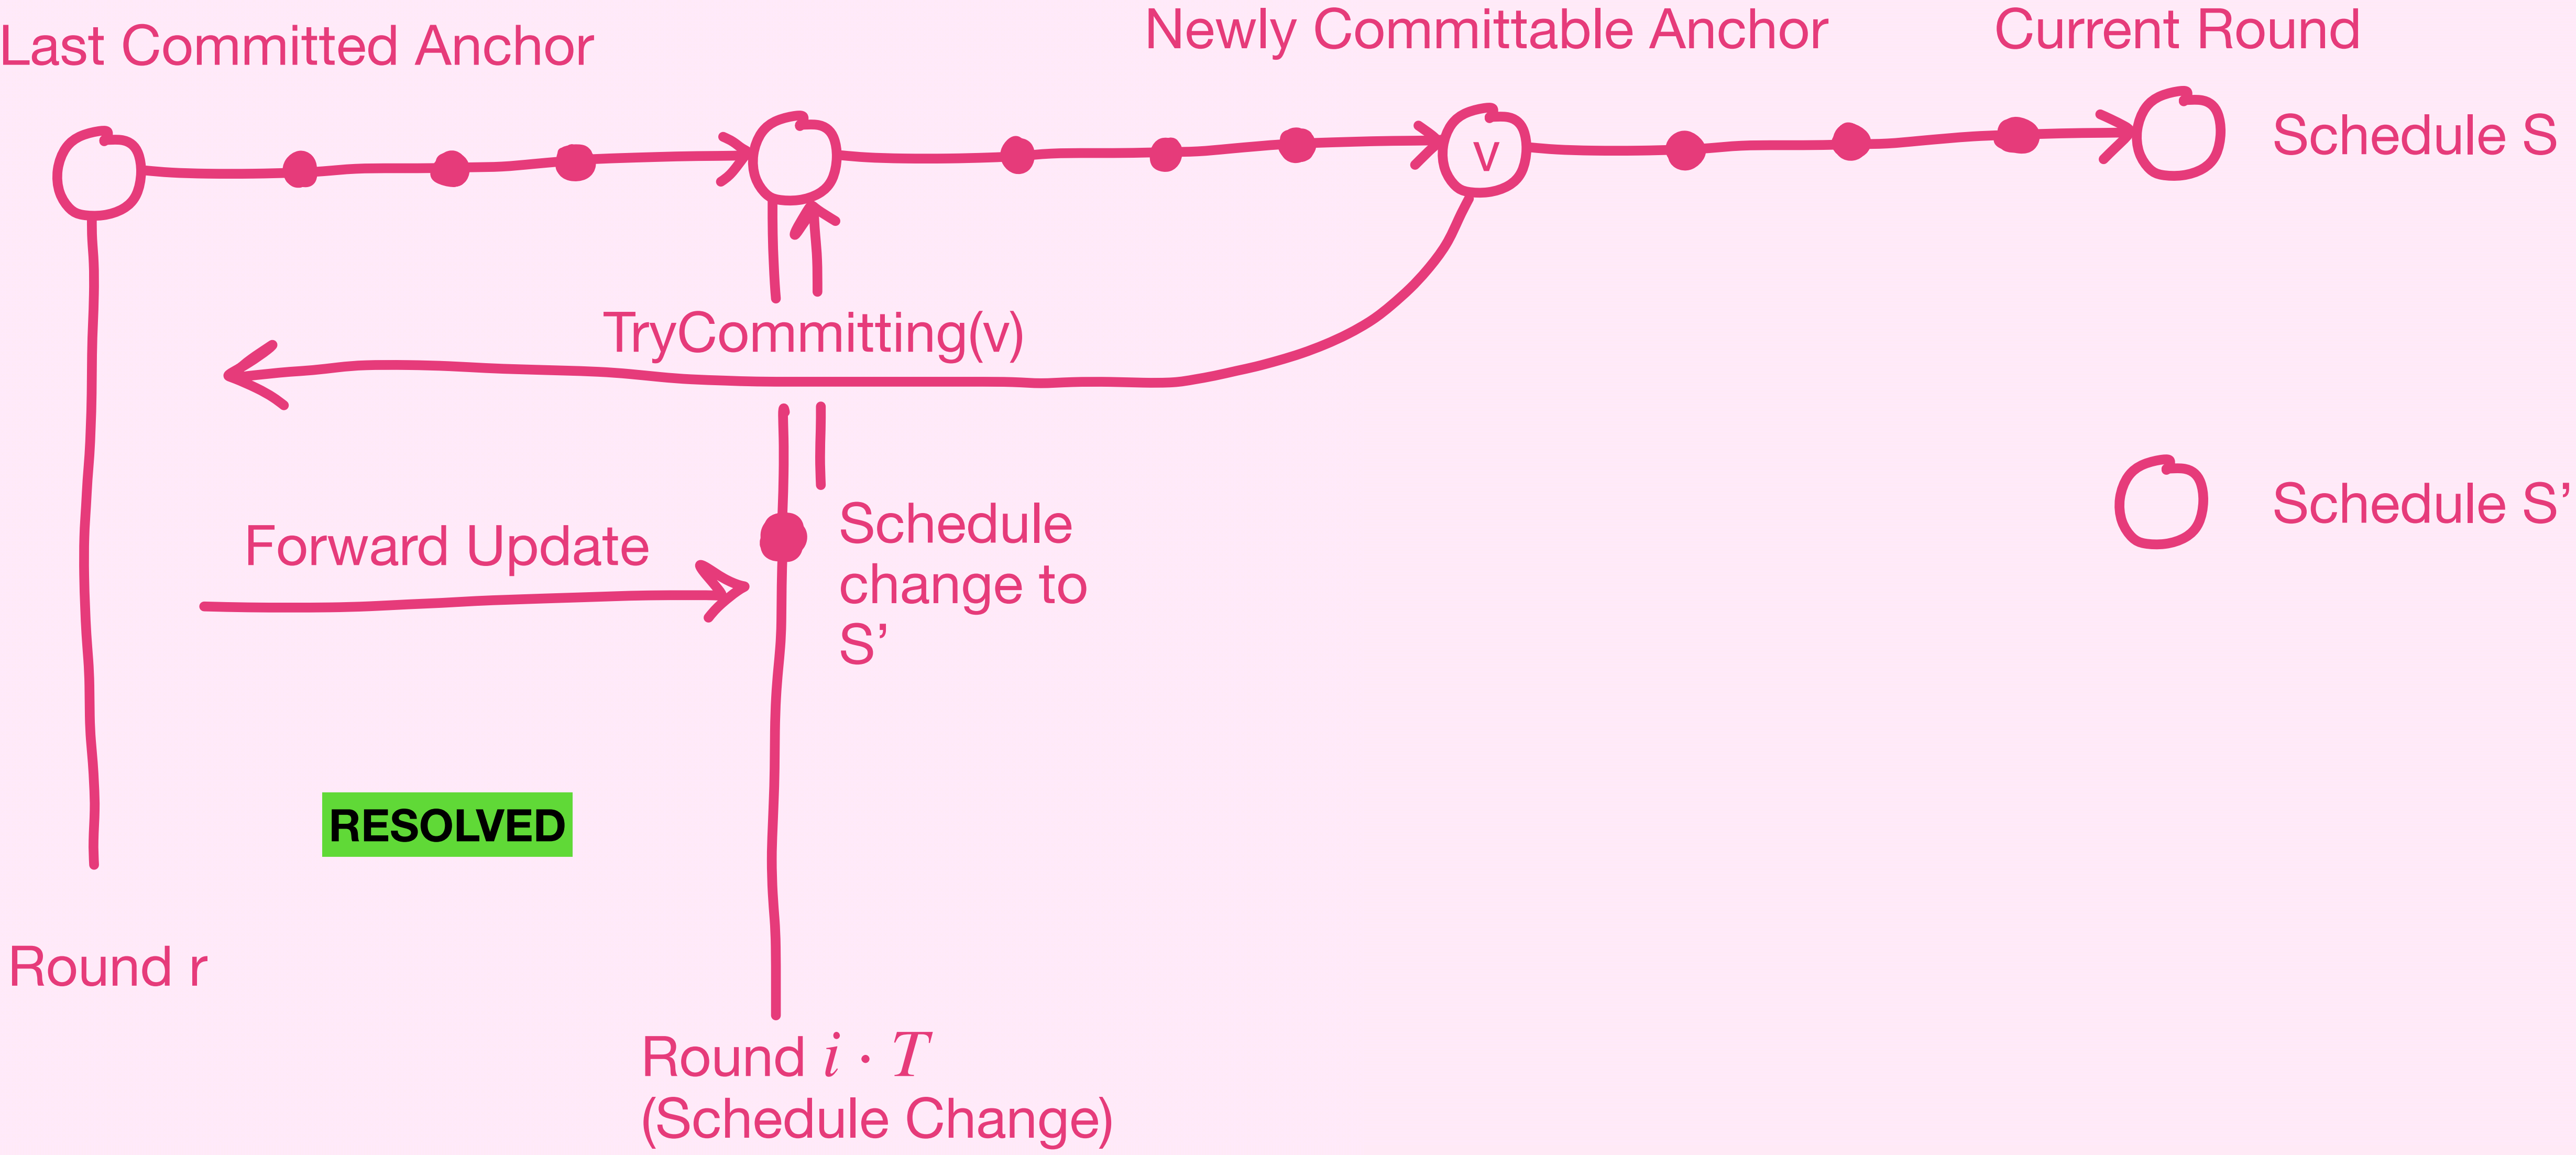 Last Committed Anchor
Newly Committable Anchor
Current Round
v
Schedule S
TryCommitting(v)
Schedule S’
Forward Update
Schedule
change to
S’
RESOLVED
Round r
Round i · T
(Schedule Change)